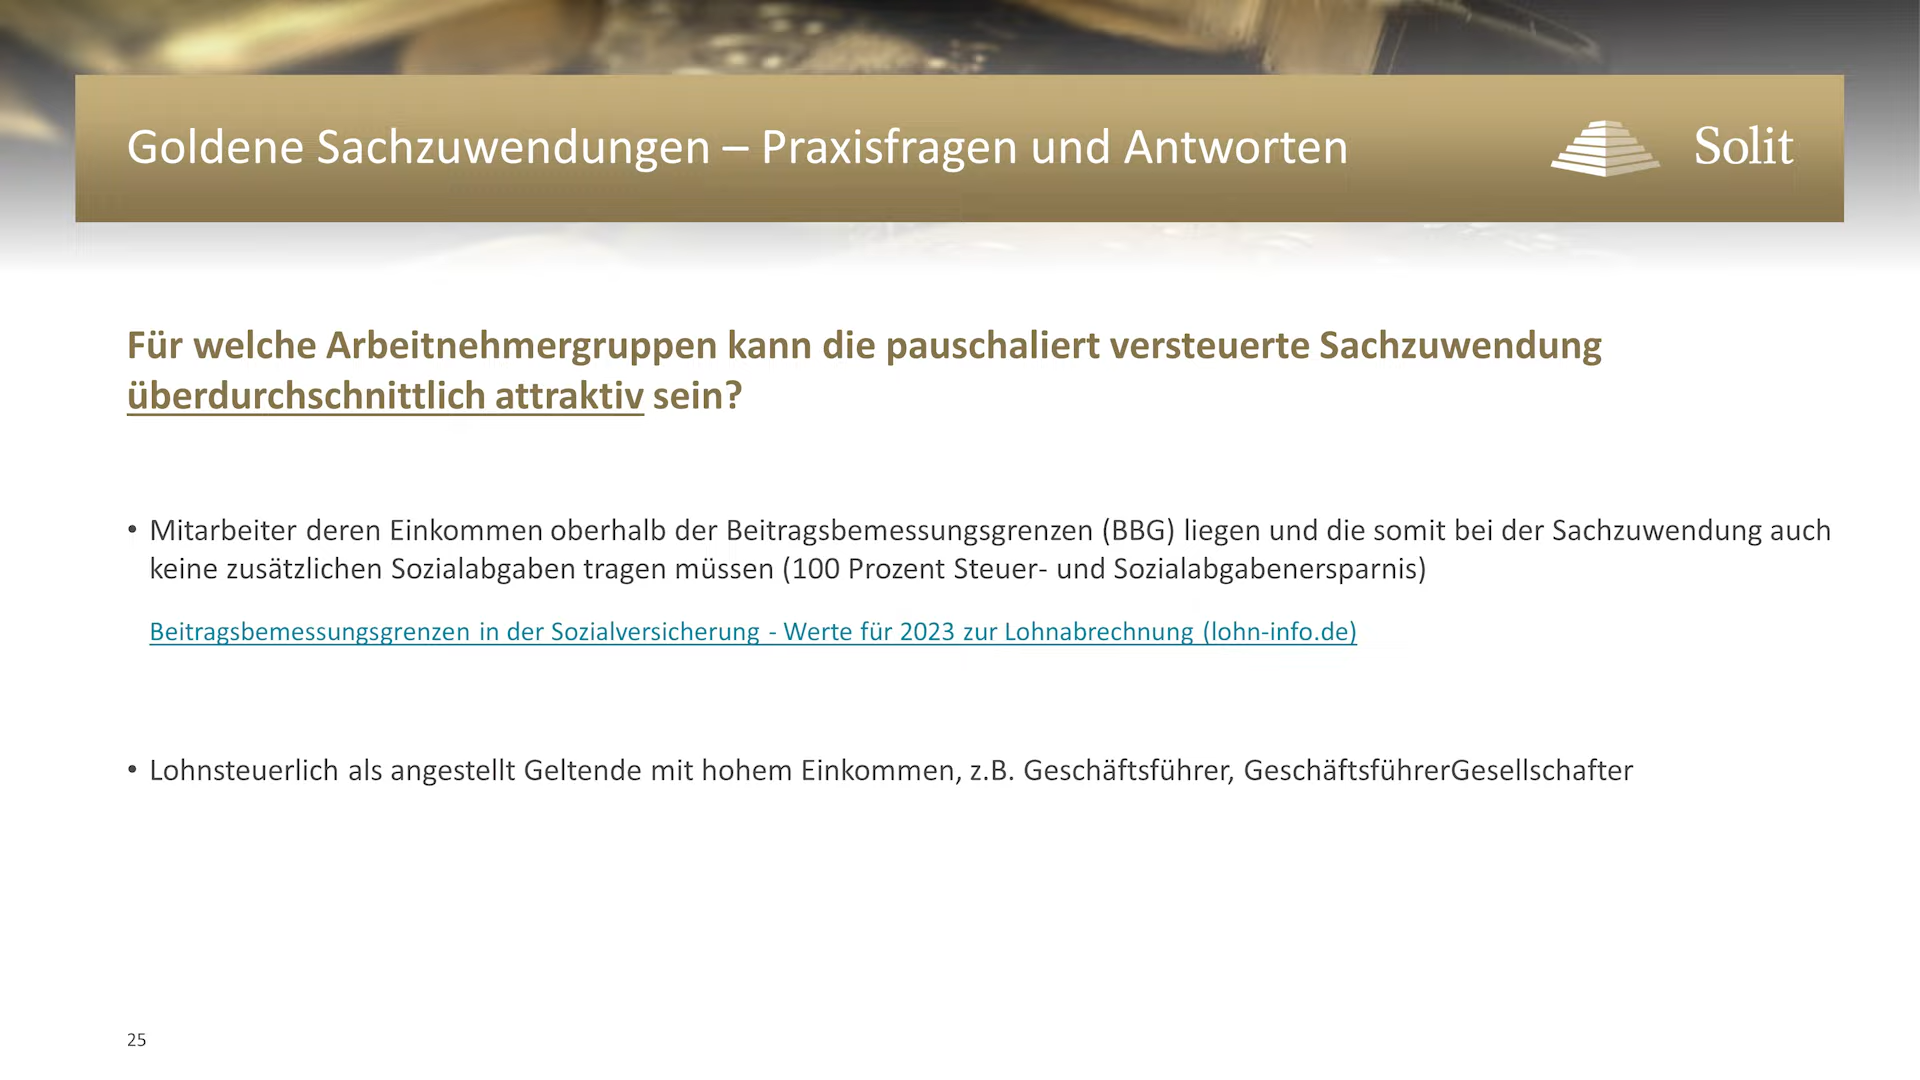 Goldene Sachzuwendungen – Praxisfragen und Antworten
Solit
Für welche Arbeitnehmergruppen kann die pauschaliert versteuerte Sachzuwendung
überdurchschnittlich attraktiv sein?
• Mitarbeiter deren Einkommen oberhalb der Beitragsbemessungsgrenzen (BBG) liegen und die somit bei der Sachzuwendung auch
keine zusätzlichen Sozialabgaben tragen müssen (100 Prozent Steuer- und Sozialabgabenersparnis)
Beitragsbemessungsgrenzen in der Sozialversicherung - Werte für 2023 zur Lohnabrechnung (lohn-info.de)
• Lohnsteuerlich als angestellt Geltende mit hohem Einkommen, z.B. Geschäftsführer, GeschäftsführerGesellschafter
25